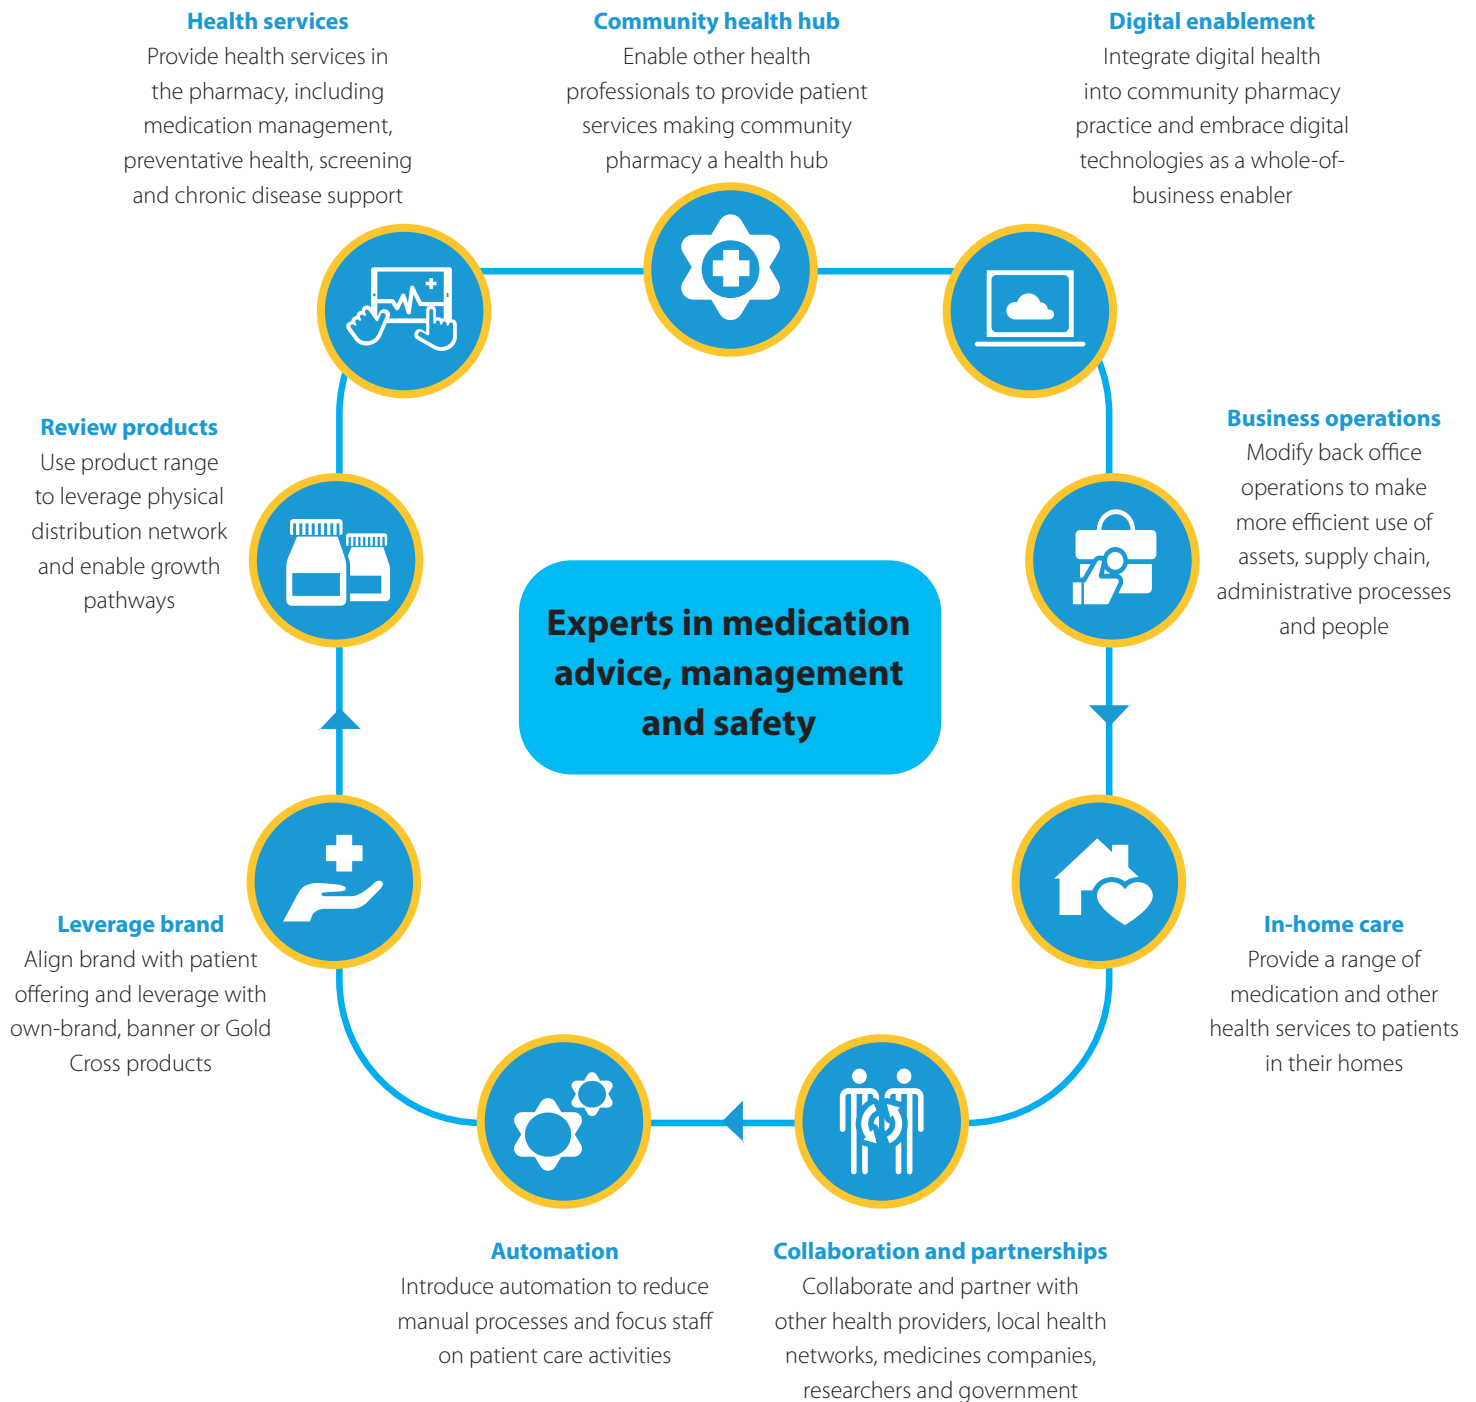 Health services
Provide health services in
the pharmacy, including
medication management,
preventative health, screening
and chronic disease support
Community health hub
Enable other health
professionals to provide patient
services making community
pharmacy a health hub
Digital enablement
Integrate digital health
into community pharmacy
practice and embrace digital
technologies as a whole-of-
business enabler
Review products
Use product range
to leverage physical
distribution network
and enable growth
pathways
Business operations
Modify back office
operations to make
more efficient use of
assets, supply chain,
administrative processes
and people
Experts in medication
advice, management
and safety
Leverage brand
Align brand with patient
offering and leverage with
own-brand, banner or Gold
Cross products
In-home care
Provide a range of
medication and other
health services to patients
in their homes
Automation
Introduce automation to reduce
manual processes and focus staff
on patient care activities
Collaboration and partnerships
Collaborate and partner with
other health providers, local health
networks, medicines companies,
researchers and government